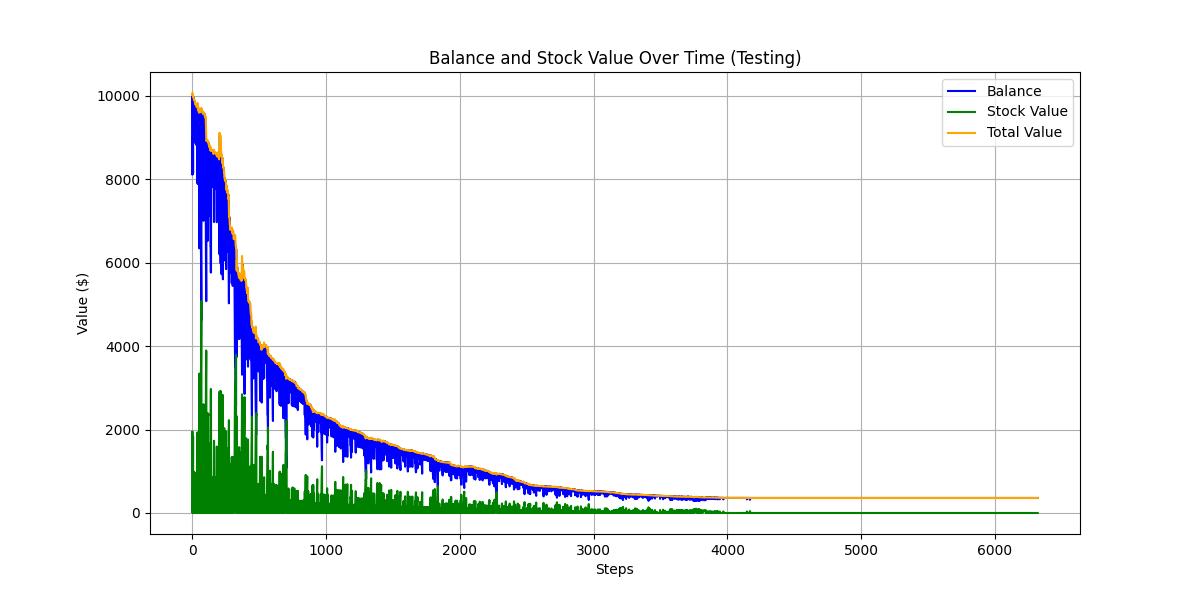 Balance and Stock Value Over Time (Testing)
Balance
Stock Value
Total Value
Value ($)
10000
8000
6000
4000
2000
0
0 1000 2000 3000 4000 5000 6000
Steps